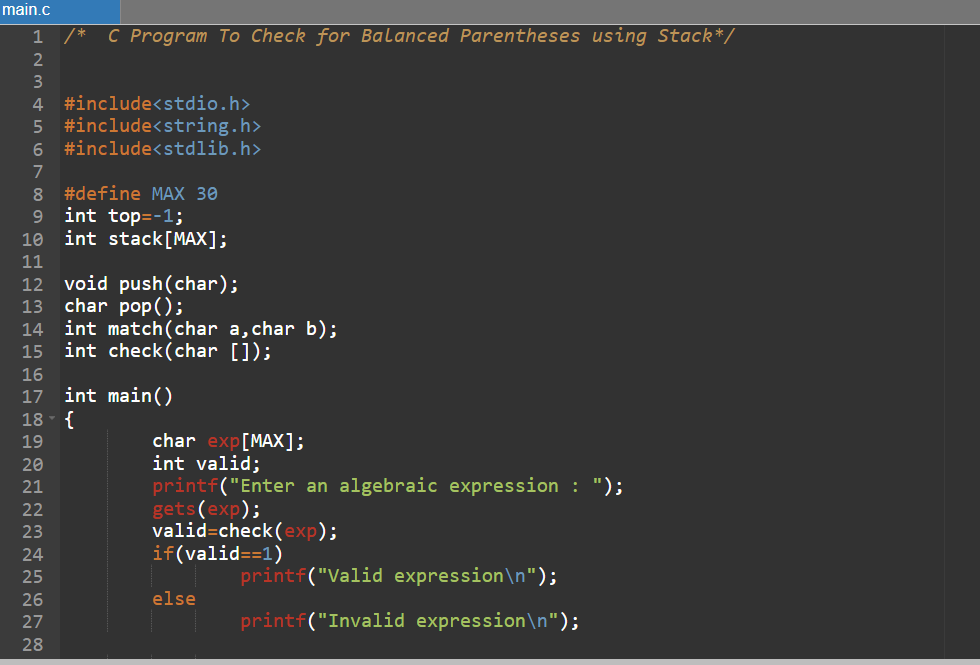 main.c
1 /*  C Program To Check for Balanced Parentheses using Stack*/
2
3
4 #include<stdio.h>
5 #include<string.h>
6 #include<stdlib.h>
7
8 #define MAX 30
9 int top=-1;
10 int stack[MAX];
11
12 void push(char);
13 char pop();
14 int match(char a,char b);
15 int check(char []);
16
17 int main()
18 {
19         char exp[MAX];
20         int valid;
21         printf("Enter an algebraic expression : ");
22         gets(exp);
23         valid=check(exp);
24         if(valid==1)
25                 printf("Valid expression\n");
26         else
27                 printf("Invalid expression\n");
28